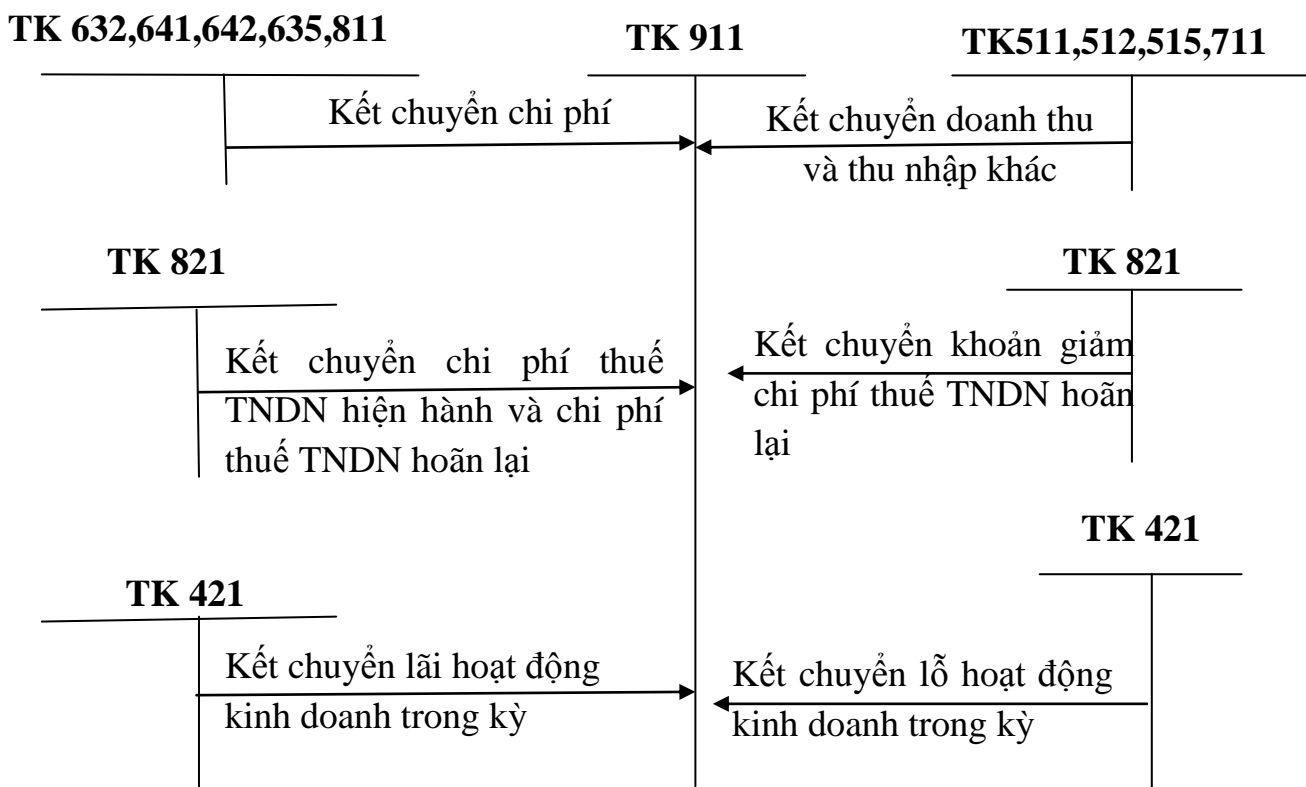 TK 632,641,642,635,811
TK 911
TK511,512,515,711
Kết chuyển chi phí
Kết chuyển doanh thu
và thu nhập khác
TK 821
TK 821
Kết chuyển chi phí thuế
TNDN hiện hành và chi phí
thuế TNDN hoãn lại
Kết chuyển khoản giảm
chi phí thuế TNDN hoãn
lại
TK 421
TK 421
Kết chuyển lãi hoạt động
kinh doanh trong kỳ
Kết chuyển lỗ hoạt động
kinh doanh trong kỳ